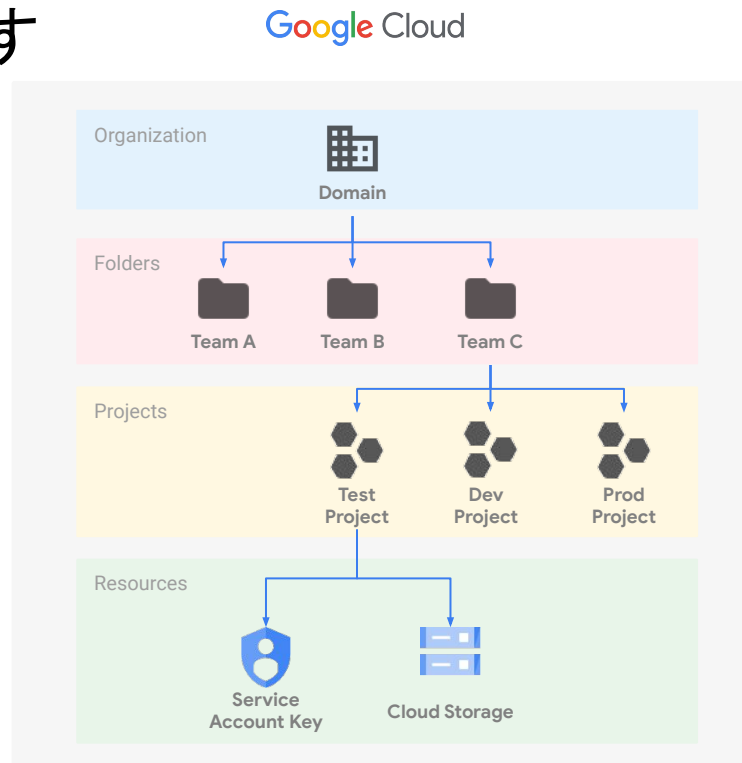 す
Google Cloud
Organization
Domain
Folders
Team A
Team B
Team C
Projects
Test
Project
Dev
Project
Prod
Project
Resources
Service
Account Key
Cloud Storage